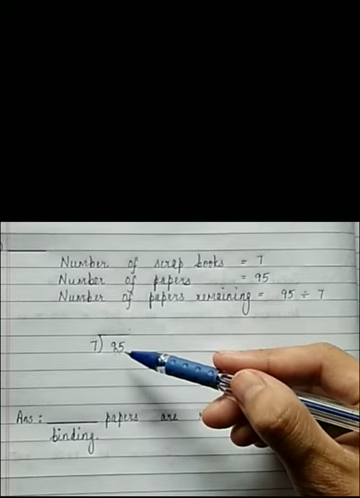 Number of scrap books = 7
Number of papers = 95
Number of papers remaining = 95 ÷ 7
7) 95
Ans: ______ papers are
binding.